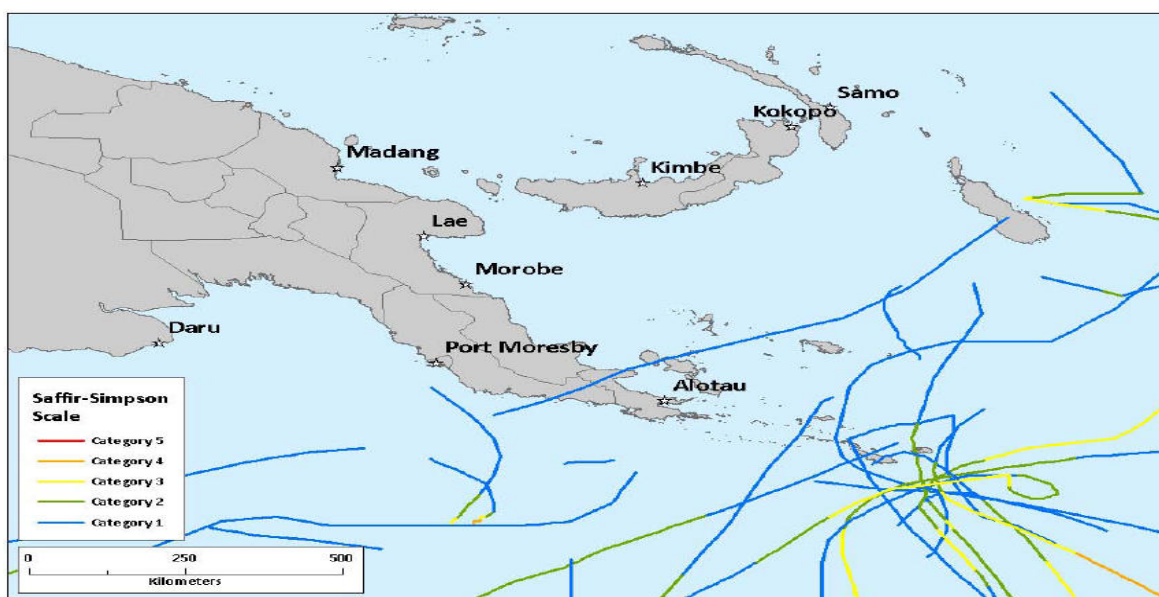 Såmo
Kokopo
Madang
Kimbe
Lae
Morobe
Daru
Port Moresby
Alotau
Saffir-Simpson
Scale
Category 5
Category 4
Category 3
Category 2
Category 1
0 250 500
Kilometers